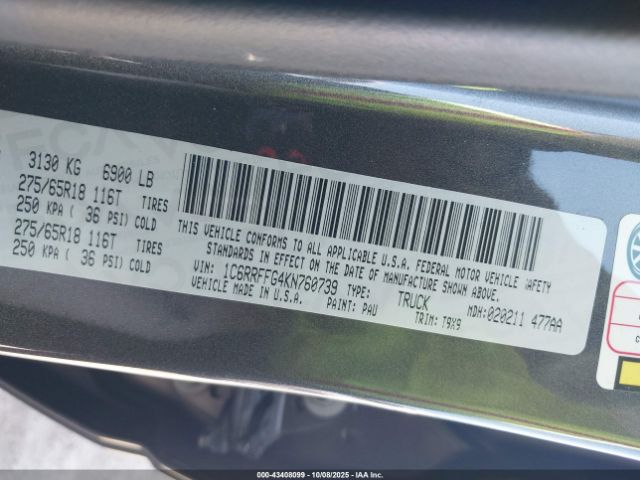 3130 KG 6900 LB
275/65R18 116T TIRES
250 KPA ( 36 PSI) COLD
275/65R18 116T TIRES
250 KPA ( 36 PSI) COLD
THIS VEHICLE CONFORMS TO ALL APPLICABLE U.S.A. FEDERAL MOTOR VEHICLE SAFETY
STANDARDS IN EFFECT ON THE DATE OF MANUFACTURE SHOWN ABOVE.
VIN: 1C6RRFFG4KN760739 TYPE: TRUCK
VEHICLE MADE IN U.S.A. PAINT: PAU TRIM: T9X9 MDH:020211 477AA
000-43408099 - 10/08/2025 - IAAI.com